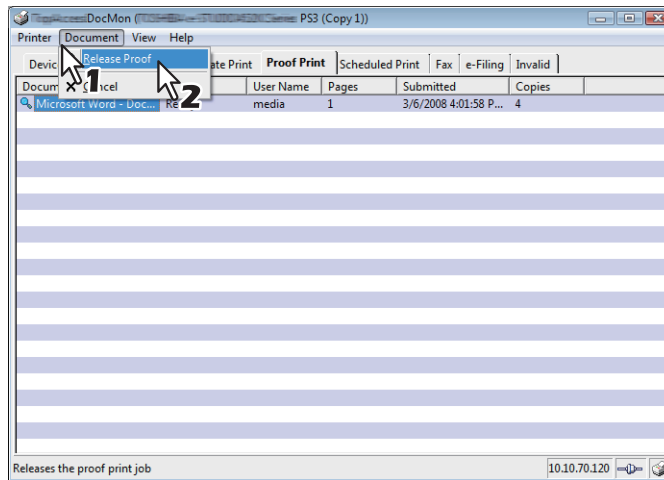 DocMon ( PS3 (Copy 1))
Printer Document View Help
Devic ate Print Proof Print Scheduled Print Fax e-Filing Invalid
Release Proof
1
Docum User Name Pages Submitted Copies
Cancel
2
Microsoft Word - Doc... media 1 3/6/2008 4:01:58 P... 4
Releases the proof print job 10.10.70.120